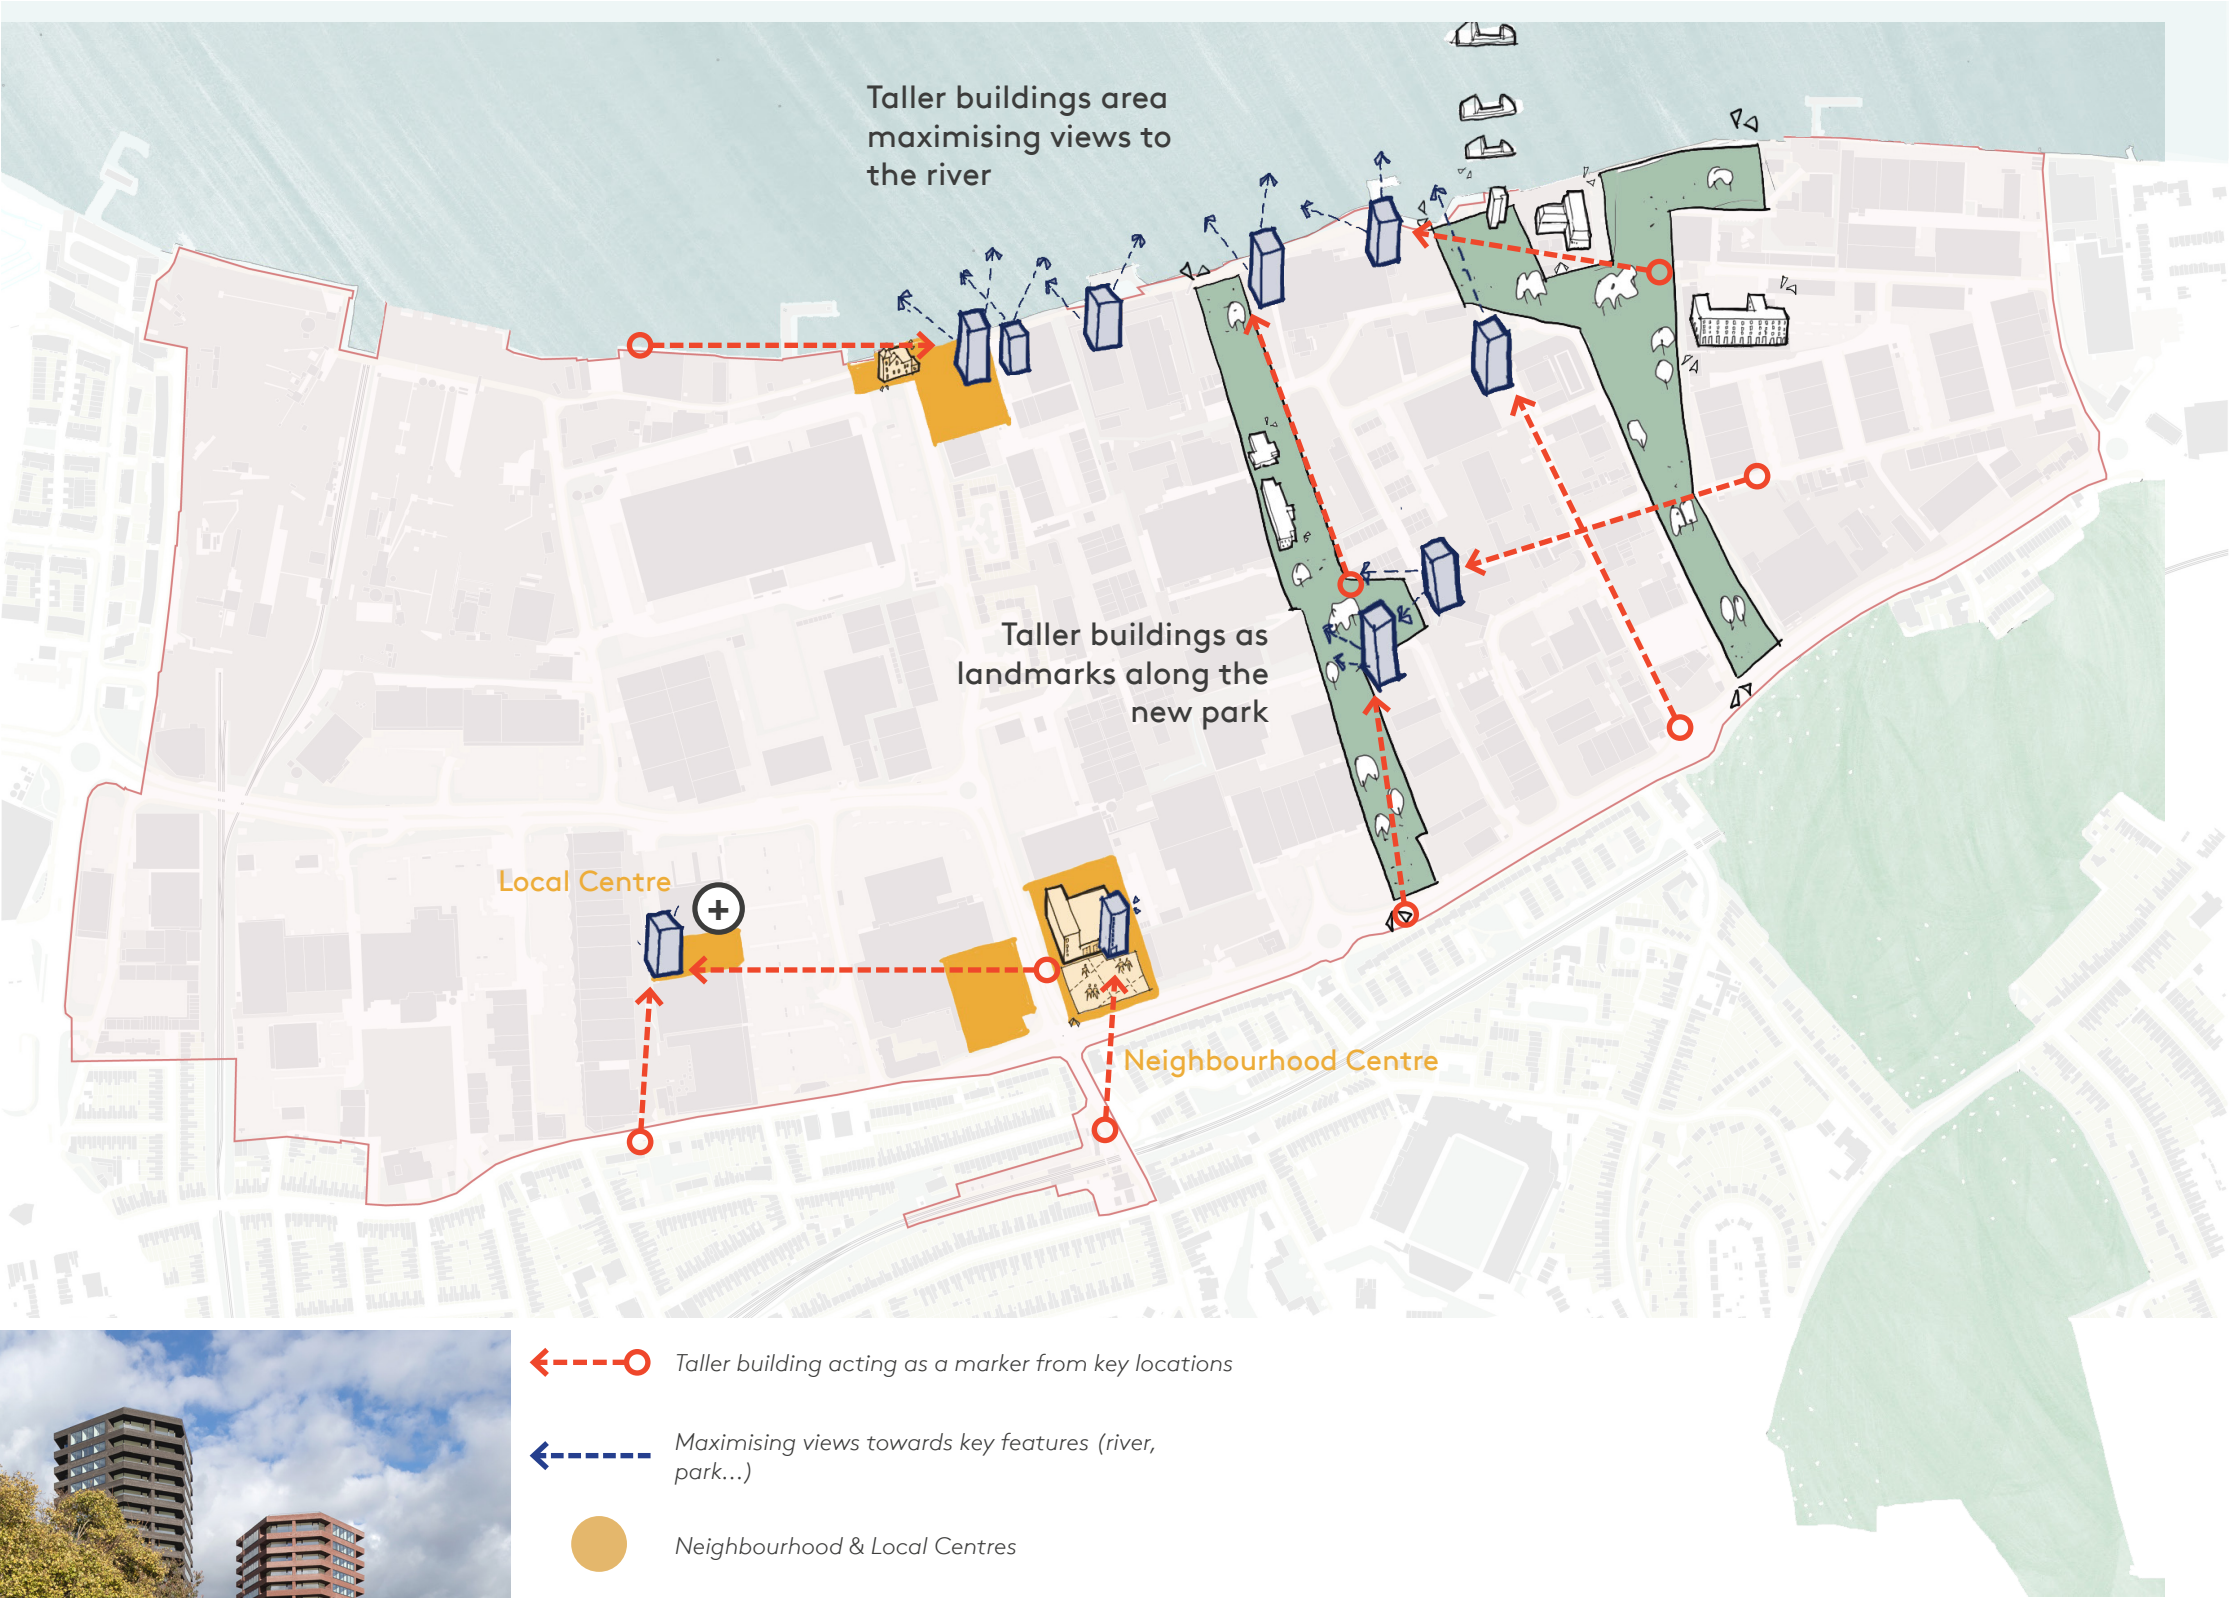 Taller buildings area
maximising views to
the river
Taller buildings as
landmarks along the
new park
Local Centre
Neighbourhood Centre
Taller building acting as a marker from key locations
Maximising views towards key features (river,
park...)
Neighbourhood & Local Centres